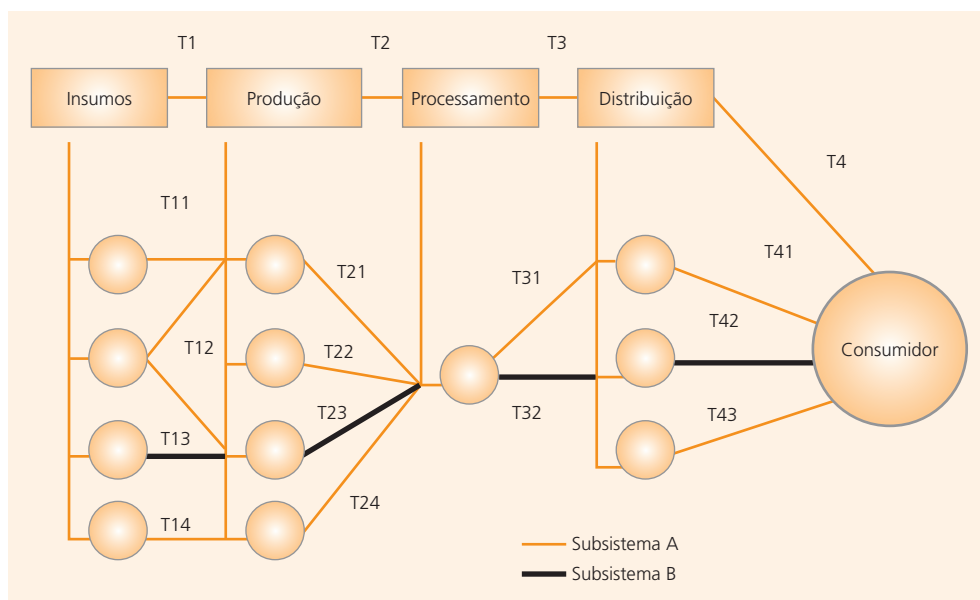 T1
T2
T3
Insumos
Produção
Processamento
Distribuição
T4
T11
T21
T31
T41
T12
T22
T42
Consumidor
T13
T23
T32
T43
T14
T24
Subsistema A
Subsistema B